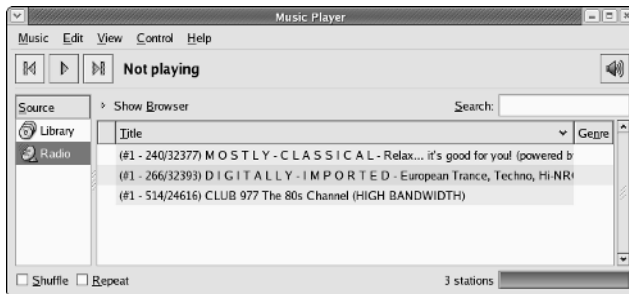 Music Player
Music Edit View Control Help
Not playing
Source
Show Browser
Search:
Library
Title
Genre
Radio
(#1 - 240/32377) M O S T L Y - C L A S S I C A L - Relax... it's good for you! (powered b
(#1 - 266/32393) D I G I T A L L Y - I M P O R T E D - European Trance, Techno, Hi-NR
(#1 - 514/24616) CLUB 977 The 80s Channel (HIGH BANDWIDTH)
Shuffle Repeat
3 stations